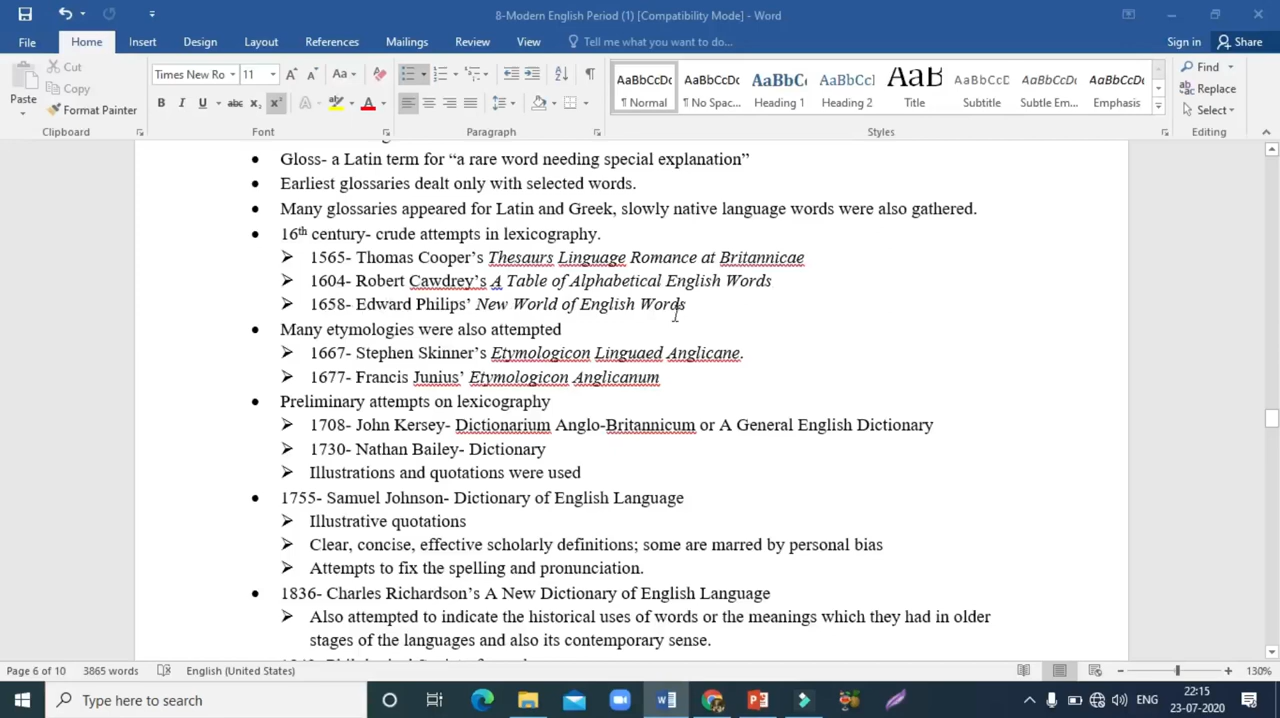 8-Modern English Period (1) [Compatibility Mode] - Word
File Home Insert Design Layout References Mailings Review View Tell me what you want to do... Sign in Share
Cut
Copy
Format Painter
Paste
Times New Ro 11
AaBbCcDc AaBbCcDc AaBbC AaBbCcl AaB AaBbCcD AaBbCcDc AaBbCcDc
¶ Normal ¶ No Spac... Heading 1 Heading 2 Title Subtitle Subtle Em... Emphasis
Find
Replace
Select
Clipboard Font Paragraph Styles Editing
• Gloss- a Latin term for “a rare word needing special explanation”
• Earliest glossaries dealt only with selected words.
• Many glossaries appeared for Latin and Greek, slowly native language words were also gathered.
• 16th century- crude attempts in lexicography.
➢ 1565- Thomas Cooper’s Thesaurs Linguage Romance at Britannicae
➢ 1604- Robert Cawdrey’s A Table of Alphabetical English Words
➢ 1658- Edward Philips’ New World of English Words
• Many etymologies were also attempted
➢ 1667- Stephen Skinner’s Etymologicon Linguaed Anglicane.
➢ 1677- Francis Junius’ Etymologicon Anglicanum
• Preliminary attempts on lexicography
➢ 1708- John Kersey- Dictionarium Anglo-Britannicum or A General English Dictionary
➢ 1730- Nathan Bailey- Dictionary
➢ Illustrations and quotations were used
• 1755- Samuel Johnson- Dictionary of English Language
➢ Illustrative quotations
➢ Clear, concise, effective scholarly definitions; some are marred by personal bias
➢ Attempts to fix the spelling and pronunciation.
• 1836- Charles Richardson’s A New Dictionary of English Language
➢ Also attempted to indicate the historical uses of words or the meanings which they had in older
stages of the languages and also its contemporary sense.
Page 6 of 10 3865 words English (United States) 130%
Type here to search
ENG
22:15
23-07-2020